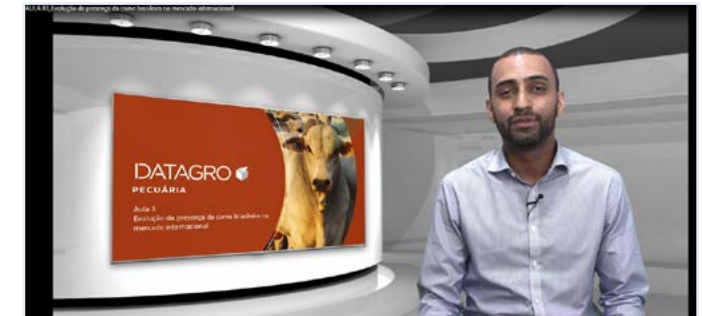 AULA 01_Evolução da presença da carne brasileira no mercado internacional
DATAGRO
PECUÁRIA
Aula
Evolução da presença da carne brasileira no
mercado internacional